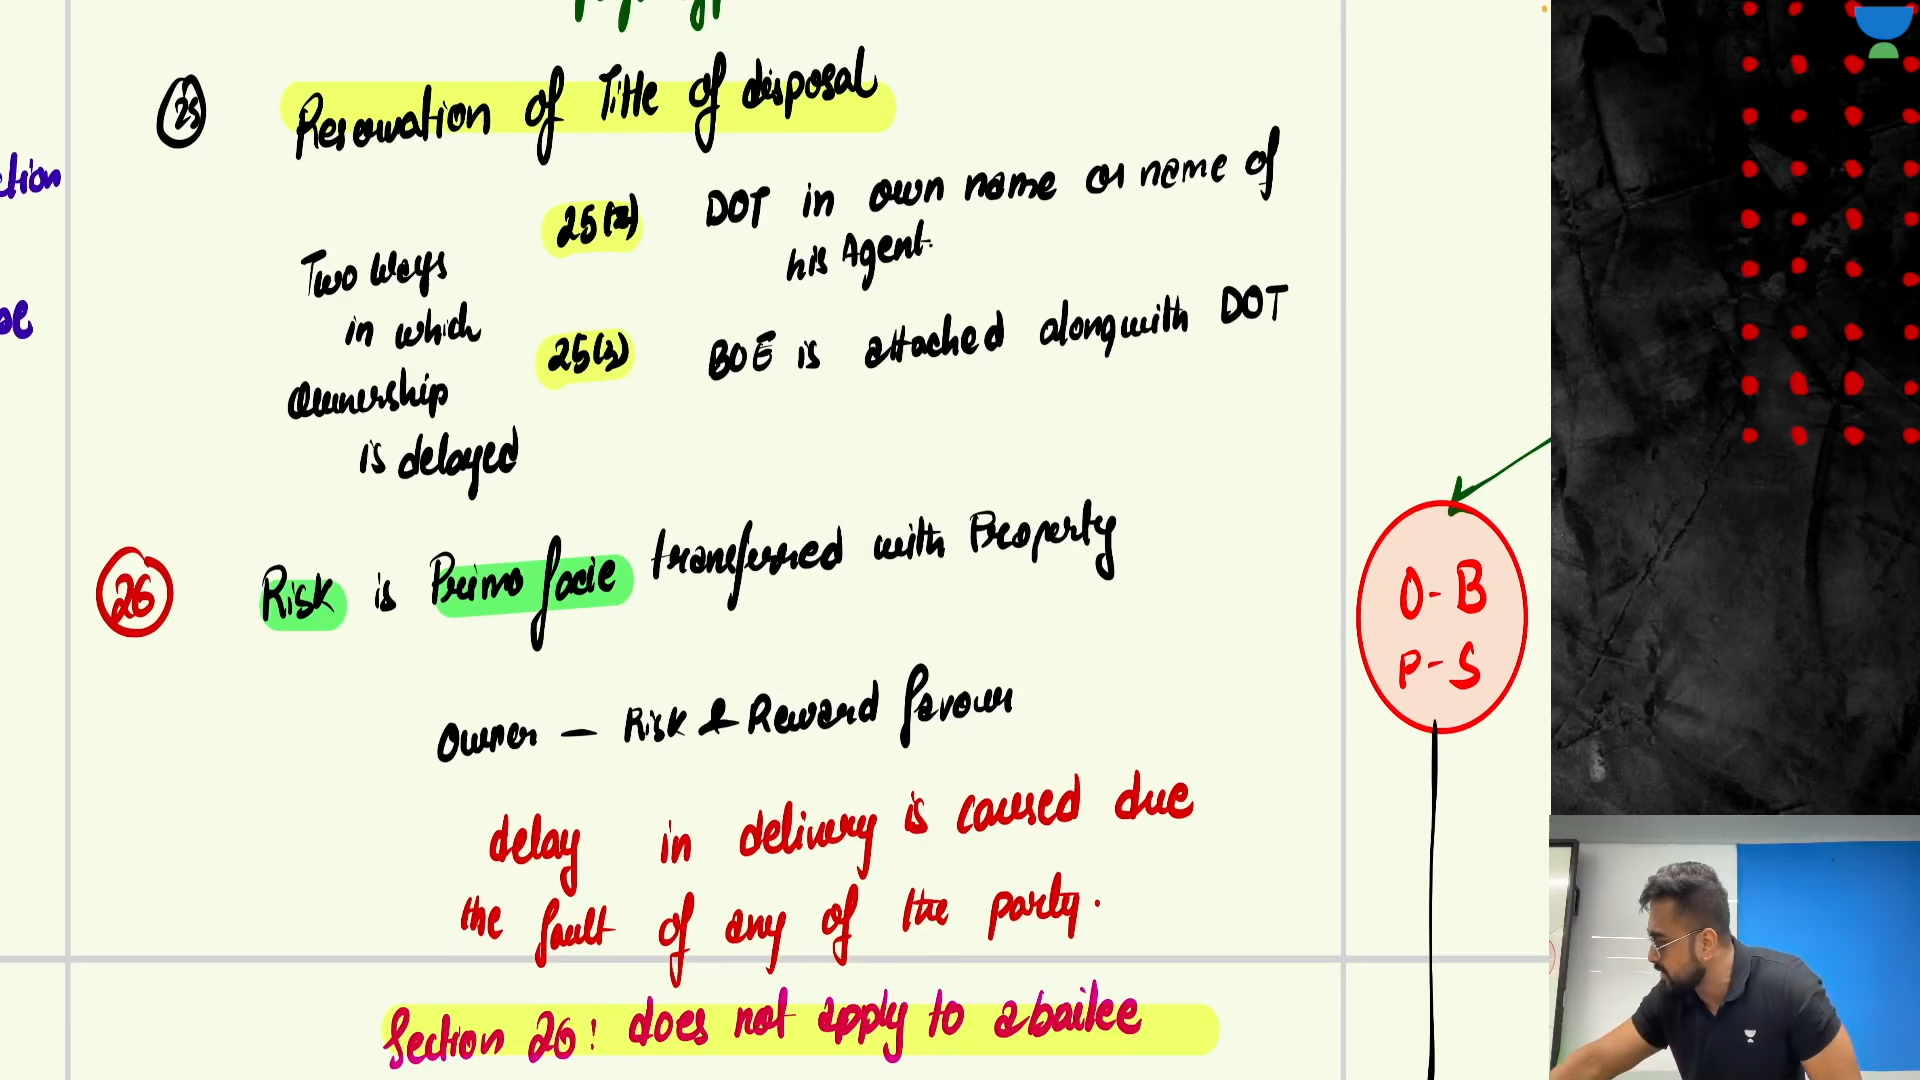 ction
oe
25 Reservation of Title of disposal
Two Ways
in which
ownership
is delayed
25(2) DOT in own name or name of
his Agent.
25(3) BOE is attached alongwith DOT
26 Risk is Prima facie transferred with Property
Owner – Risk & Reward favour
delay in delivery is caused due
the fault of any of the party.
Section 26: does not apply to a bailee
O - B
P - S